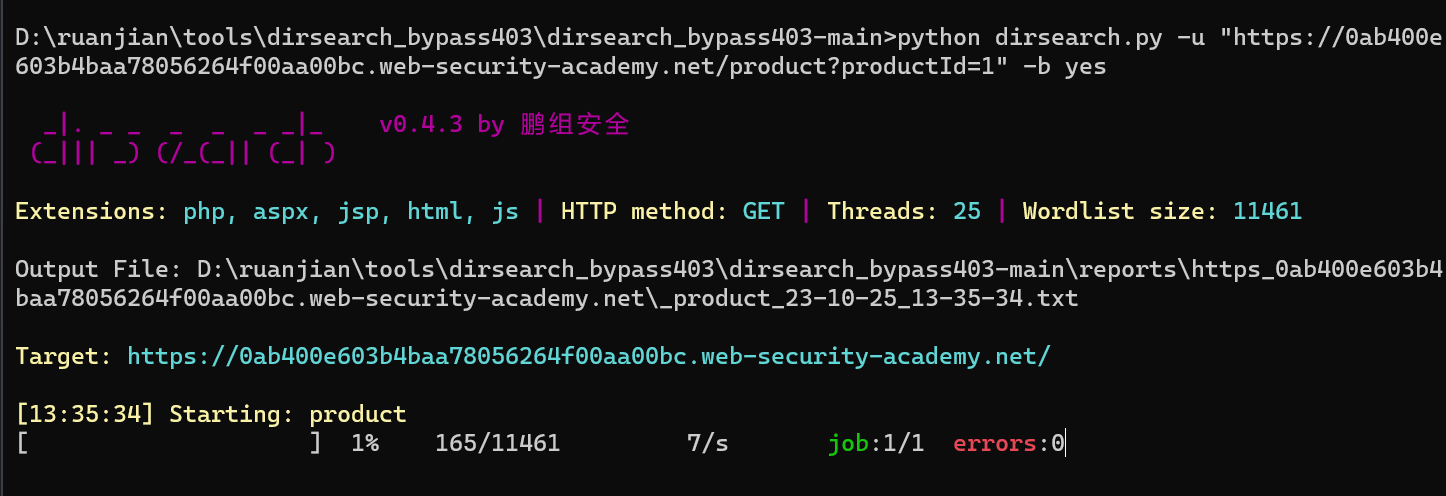 D:\ruanjian\tools\dirsearch_bypass403\dirsearch_bypass403-main>python dirsearch.py -u "https://0ab400e
603b4baa78056264f00aa00bc.web-security-academy.net/product?productId=1" -b yes
_|. _ _  _  _  _ _|_    v0.4.3 by 鹏组安全
(_||| _) (/_(_|| (_| )
Extensions: php, aspx, jsp, html, js | HTTP method: GET | Threads: 25 | Wordlist size: 11461
Output File: D:\ruanjian\tools\dirsearch_bypass403\dirsearch_bypass403-main\reports\https_0ab400e603b4
baa78056264f00aa00bc.web-security-academy.net\_product_23-10-25_13-35-34.txt
Target: https://0ab400e603b4baa78056264f00aa00bc.web-security-academy.net/
[13:35:34] Starting: product
[                    ]  1%    165/11461         7/s       job:1/1  errors:0